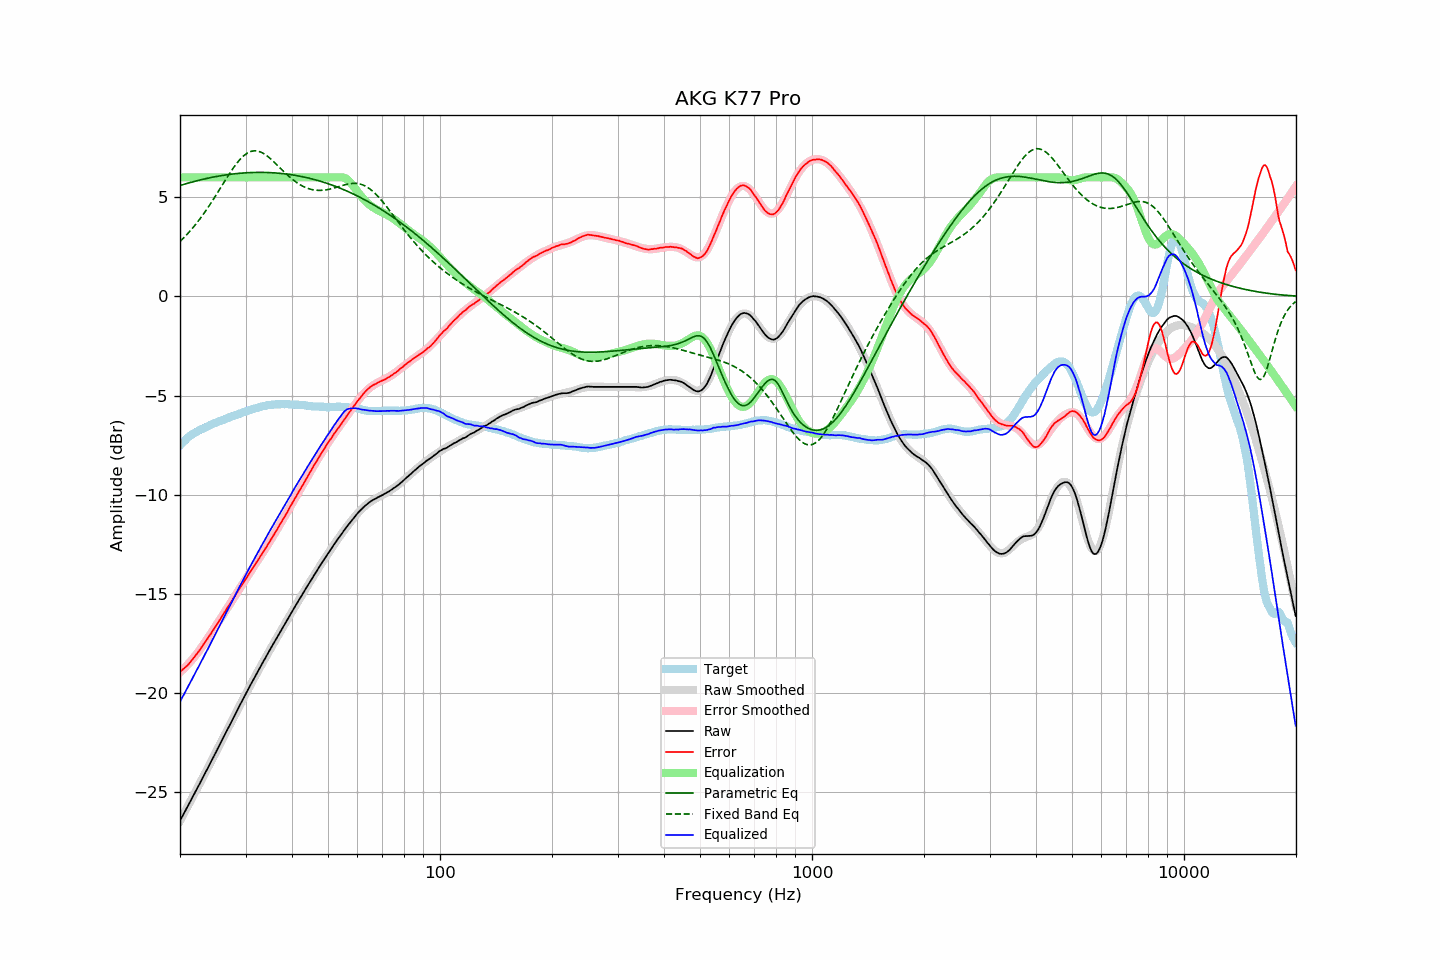 AKG K77 Pro
5
0
−5
−10
−15
−20
−25
Amplitude (dBr)
Target
Raw Smoothed
Error Smoothed
Raw
Error
Equalization
Parametric Eq
Fixed Band Eq
Equalized
100 1000 10000
Frequency (Hz)